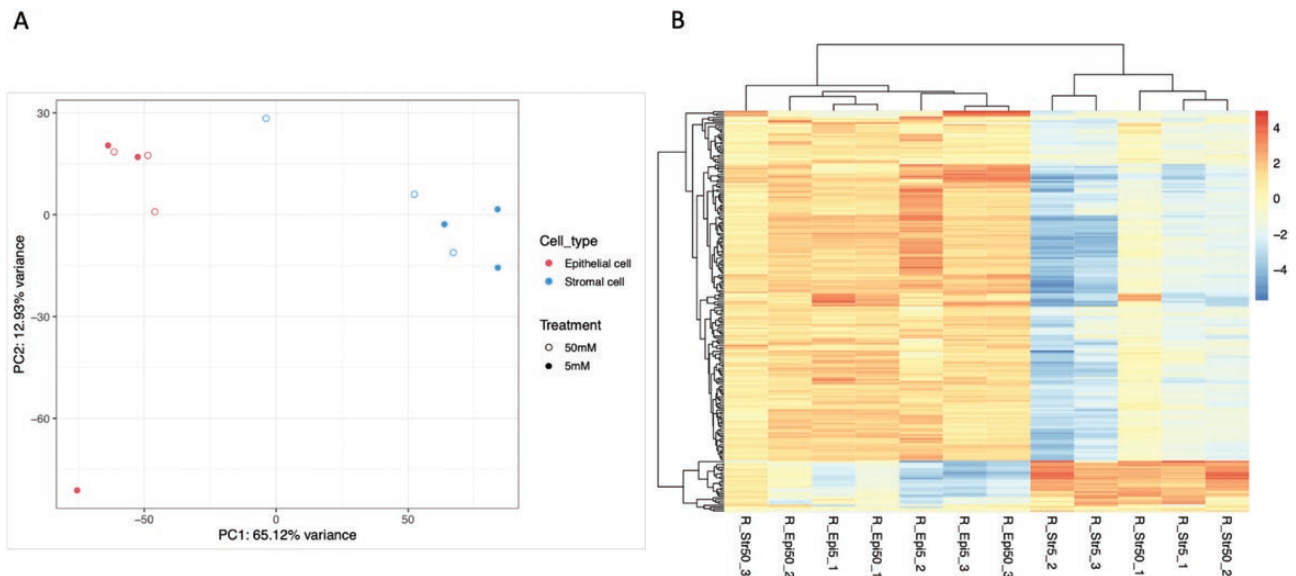 A
B
30
0
−30
−60
−50
0
50
PC2: 12.93% variance
PC1: 65.12% variance
Cell_type
Epithelial cell
Stromal cell
Treatment
50mM
5mM
4
2
0
−2
−4
R_Str50_3
R_Epi50_2
R_Epi5_1
R_Epi50_1
R_Epi5_2
R_Epi5_3
R_Epi50_3
R_Str5_2
R_Str5_3
R_Str50_1
R_Str5_1
R_Str50_2